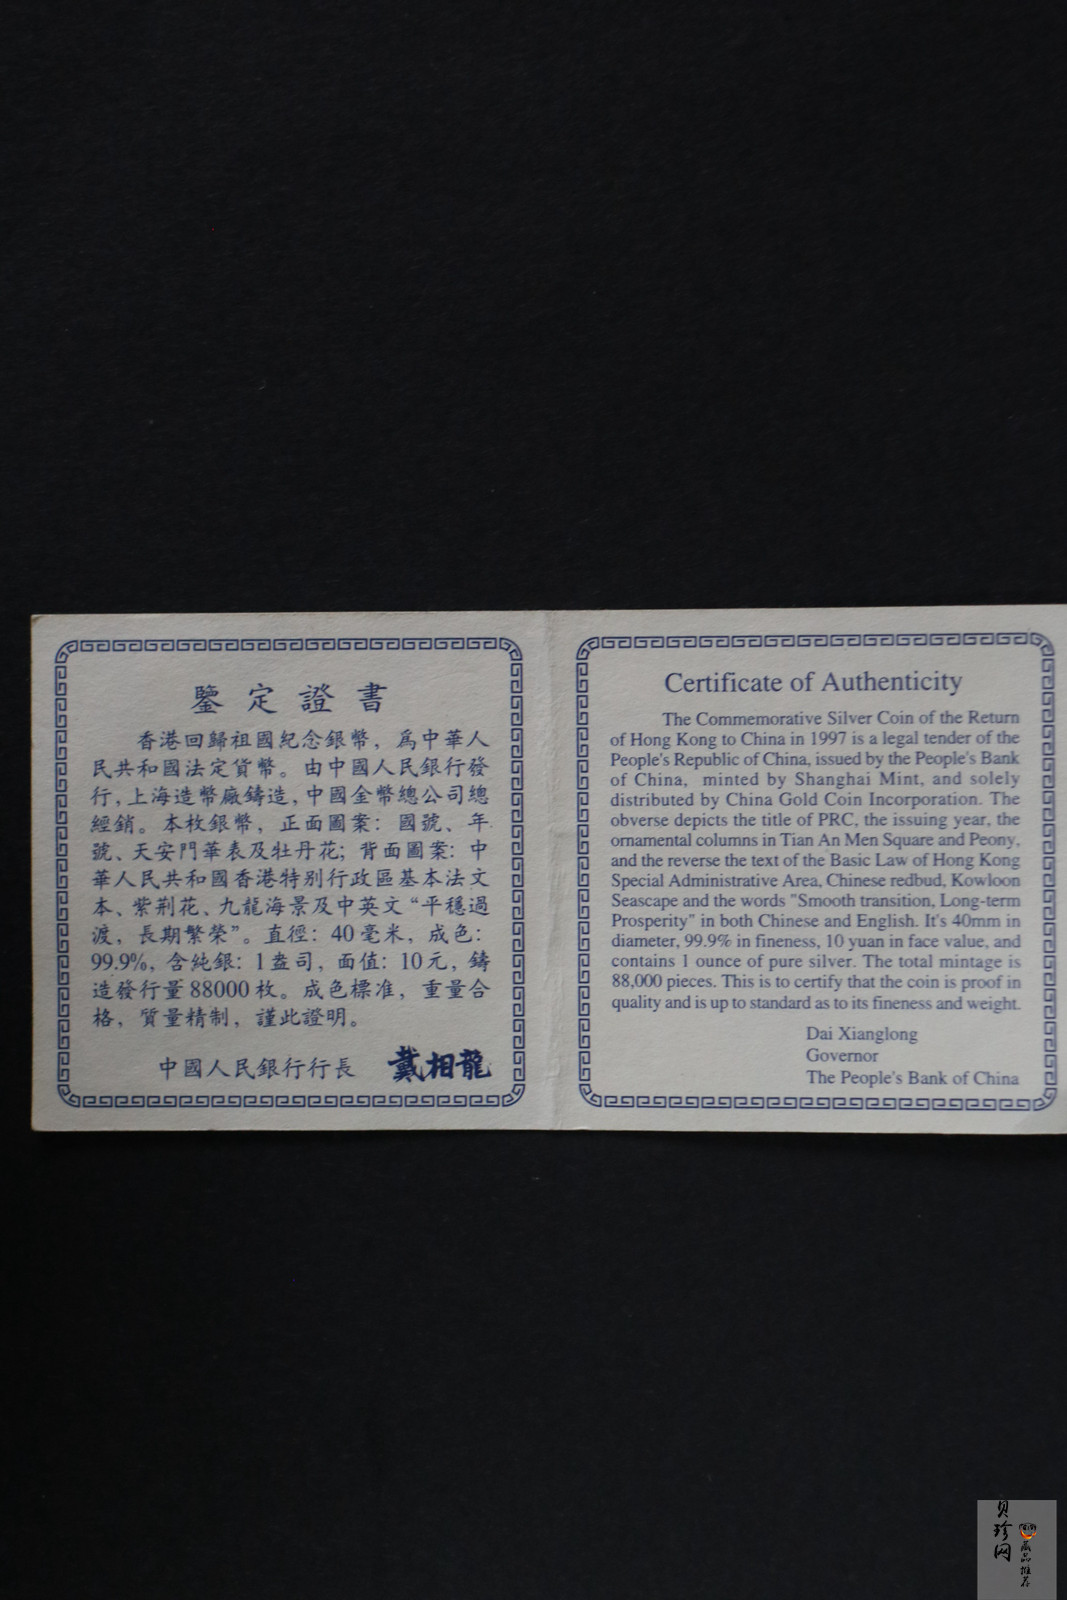 鑒定證書
香港回歸祖國紀念銀幣，爲中華人
民共和國法定貨幣。由中國人民銀行發
行，上海造幣廠鑄造，中國金幣總公司總
經銷。本枚銀幣，正面圖案：國號、年
號、天安門華表及牡丹花；背面圖案：中
華人民共和國香港特别行政區基本法文
本、紫荆花、九龍海景及中英文“平穩過
渡，長期繁榮”。直徑：40毫米，成色：
99.9%，含純銀：1盎司，面值：10元，鑄
造發行量88000枚。成色標准，重量合
格，質量精制，謹此證明。
中國人民銀行行長 戴相龍
Certificate of Authenticity
The Commemorative Silver Coin of the Return
of Hong Kong to China in 1997 is a legal tender of the
People's Republic of China, issued by the People's Bank
of China, minted by Shanghai Mint, and solely
distributed by China Gold Coin Incorporation. The
obverse depicts the title of PRC, the issuing year, the
ornamental columns in Tian An Men Square and Peony,
and the reverse the text of the Basic Law of Hong Kong
Special Administrative Area, Chinese redbud, Kowloon
Seascape and the words "Smooth transition, Long-term
Prosperity" in both Chinese and English. It's 40mm in
diameter, 99.9% in fineness, 10 yuan in face value, and
contains 1 ounce of pure silver. The total mintage is
88,000 pieces. This is to certify that the coin is proof in
quality and is up to standard as to its fineness and weight.
Dai Xianglong
Governor
The People's Bank of China
贝珍网
藏品推荐